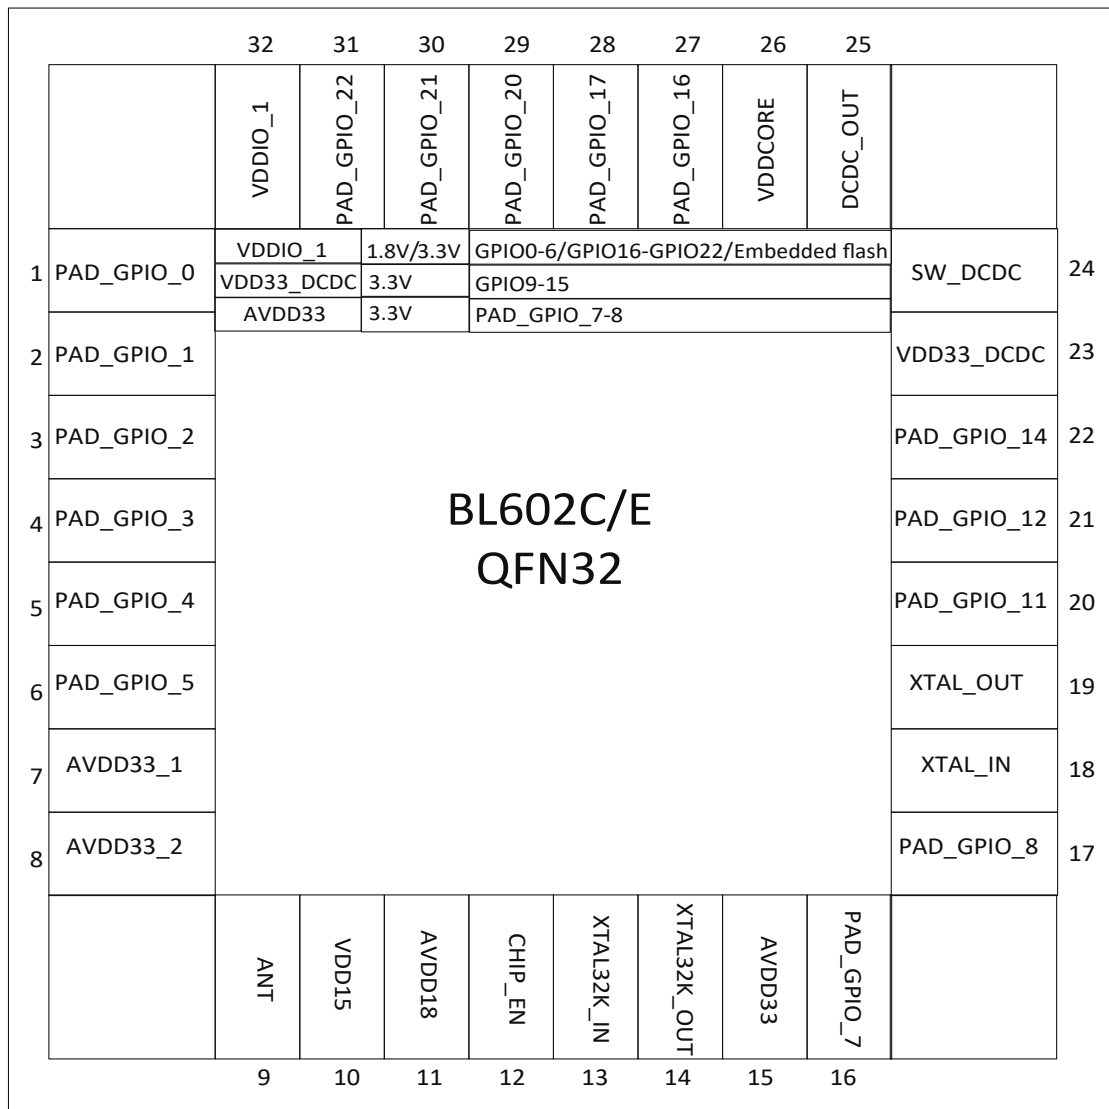 32 31 30 29 28 27 26 25
VDDIO_1
PAD_GPIO_22
PAD_GPIO_21
PAD_GPIO_20
PAD_GPIO_17
PAD_GPIO_16
VDDCORE
DCDC_OUT
VDDIO_1 1.8V/3.3V GPIO0-6/GPIO16-GPIO22/Embedded flash
VDD33_DCDC 3.3V GPIO9-15
AVDD33 3.3V PAD_GPIO_7-8
1 PAD_GPIO_0
2 PAD_GPIO_1
3 PAD_GPIO_2
4 PAD_GPIO_3
5 PAD_GPIO_4
6 PAD_GPIO_5
7 AVDD33_1
8 AVDD33_2
BL602C/E
QFN32
SW_DCDC 24
VDD33_DCDC 23
PAD_GPIO_14 22
PAD_GPIO_12 21
PAD_GPIO_11 20
XTAL_OUT 19
XTAL_IN 18
PAD_GPIO_8 17
ANT
VDD15
AVDD18
CHIP_EN
XTAL32K_IN
XTAL32K_OUT
AVDD33
PAD_GPIO_7
9 10 11 12 13 14 15 16